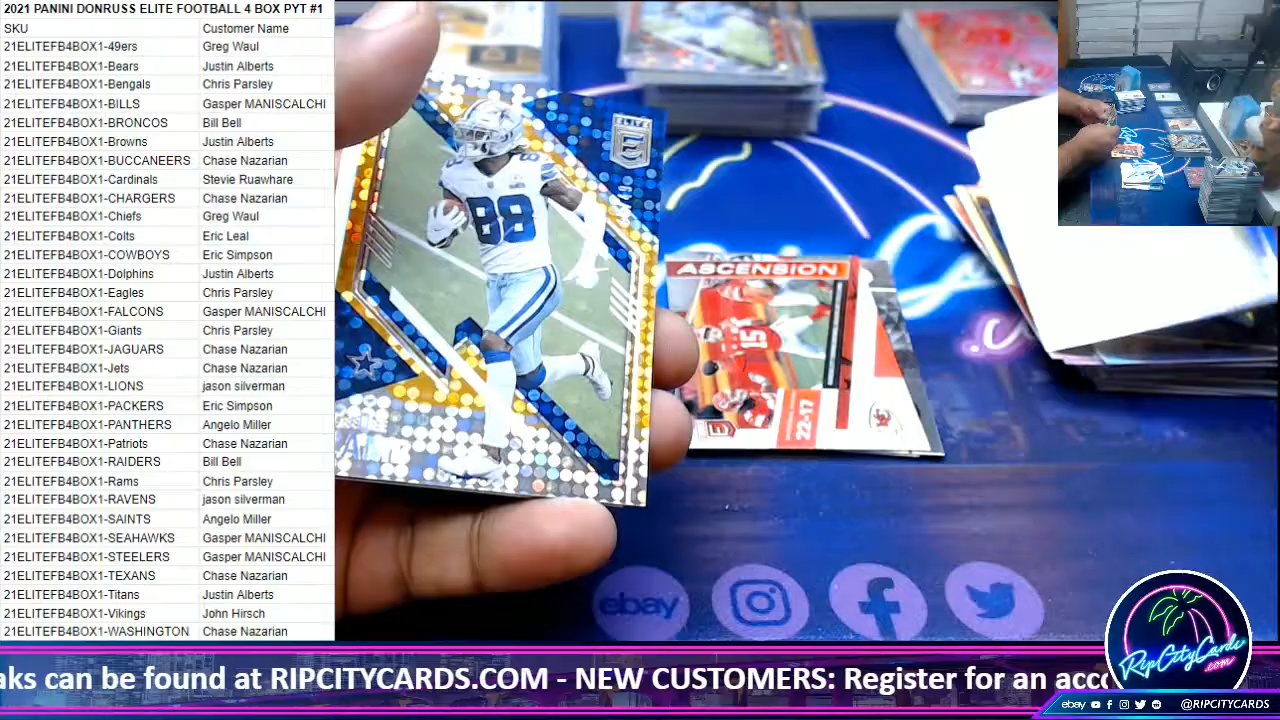 2021 PANINI DONRUSS ELITE FOOTBALL 4 BOX PYT #1
SKU Customer Name
21ELITEFB4BOX1-49ers Greg Waul
21ELITEFB4BOX1-Bears Justin Alberts
21ELITEFB4BOX1-Bengals Chris Parsley
21ELITEFB4BOX1-BILLS Gasper MANISCALCHI
21ELITEFB4BOX1-BRONCOS Bill Bell
21ELITEFB4BOX1-Browns Justin Alberts
21ELITEFB4BOX1-BUCCANEERS Chase Nazarian
21ELITEFB4BOX1-Cardinals Stevie Ruawhare
21ELITEFB4BOX1-CHARGERS Chase Nazarian
21ELITEFB4BOX1-Chiefs Greg Waul
21ELITEFB4BOX1-Colts Eric Leal
21ELITEFB4BOX1-COWBOYS Eric Simpson
21ELITEFB4BOX1-Dolphins Justin Alberts
21ELITEFB4BOX1-Eagles Chris Parsley
21ELITEFB4BOX1-FALCONS Gasper MANISCALCHI
21ELITEFB4BOX1-Giants Chris Parsley
21ELITEFB4BOX1-JAGUARS Chase Nazarian
21ELITEFB4BOX1-Jets Chase Nazarian
21ELITEFB4BOX1-LIONS jason silverman
21ELITEFB4BOX1-PACKERS Eric Simpson
21ELITEFB4BOX1-PANTHERS Angelo Miller
21ELITEFB4BOX1-Patriots Chase Nazarian
21ELITEFB4BOX1-RAIDERS Bill Bell
21ELITEFB4BOX1-Rams Chris Parsley
21ELITEFB4BOX1-RAVENS jason silverman
21ELITEFB4BOX1-SAINTS Angelo Miller
21ELITEFB4BOX1-SEAHAWKS Gasper MANISCALCHI
21ELITEFB4BOX1-STEELERS Gasper MANISCALCHI
21ELITEFB4BOX1-TEXANS Chase Nazarian
21ELITEFB4BOX1-Titans Justin Alberts
21ELITEFB4BOX1-Vikings John Hirsch
21ELITEFB4BOX1-WASHINGTON Chase Nazarian
ELITE
88
ASCENSION
15
22-17
ebay
RipCityCards
.com
aks can be found at RIPCITYCARDS.COM - NEW CUSTOMERS: Register for an acco
ebay @RIPCITYCARDS